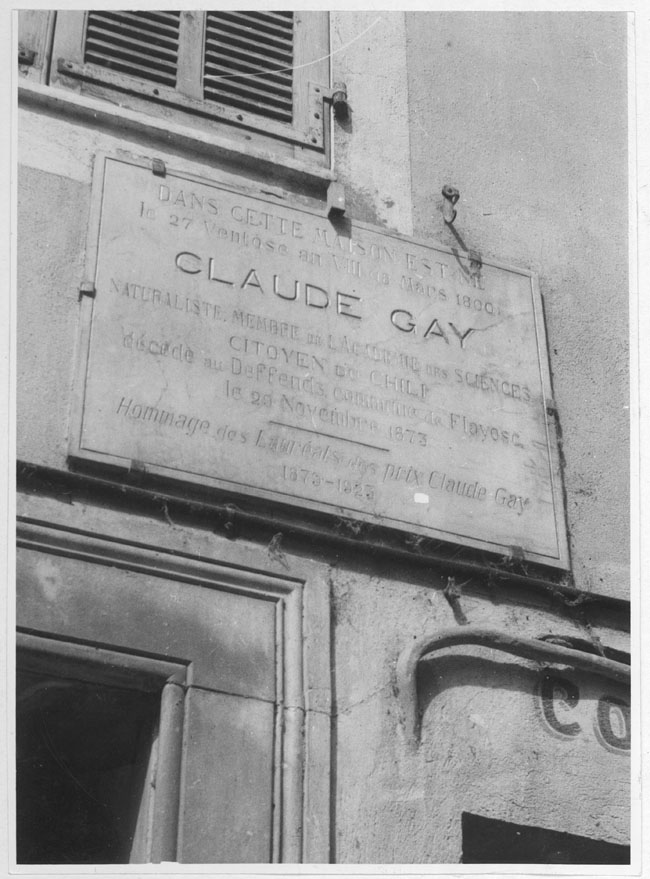 DANS CETTE MAISON EST NÉ
le 27 Ventôse an VIII (18 Mars 1800)
CLAUDE GAY
NATURALISTE, MEMBRE DE L'ACADÉMIE DES SCIENCES
CITOYEN DU CHILI
décédé au Deffends, commune de Flayosc
le 29 Novembre 1873
Hommage des Lauréats des prix Claude Gay
1873-1923
CO